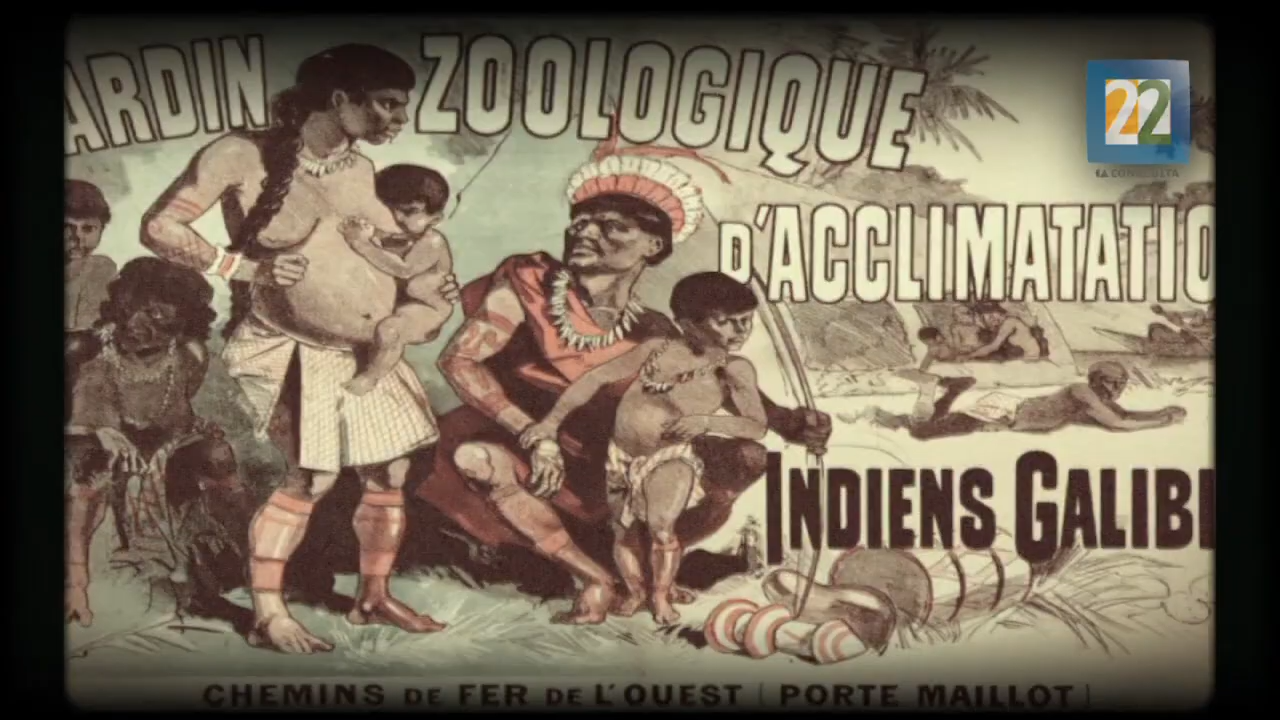 ARDIN ZOOLOGIQUE
D'ACCLIMATATIO
INDIENS GALIBI
CHEMINS DE FER DE L'OUEST (PORTE MAILLOT)
22